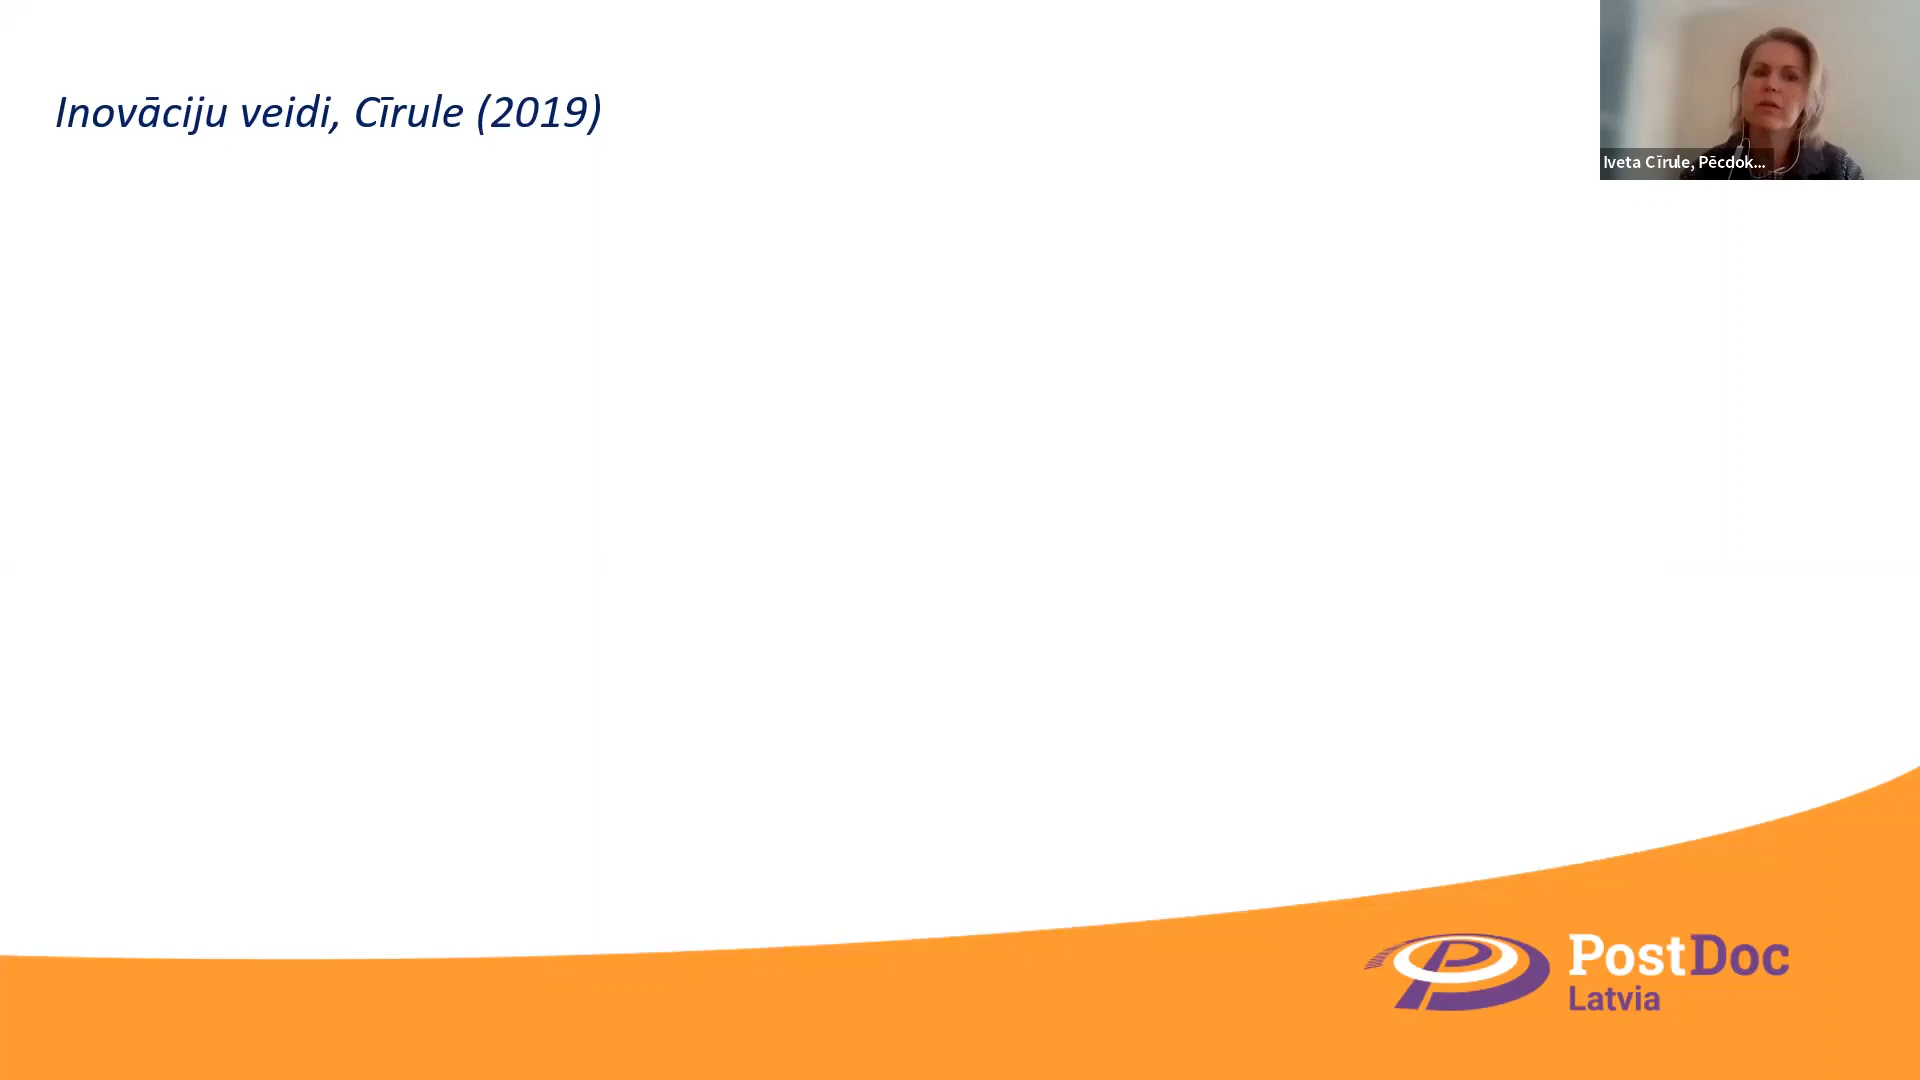 Inovāciju veidi, Cīrule (2019)
Iveta Cīrule, Pēcdok...
PostDoc
Latvia